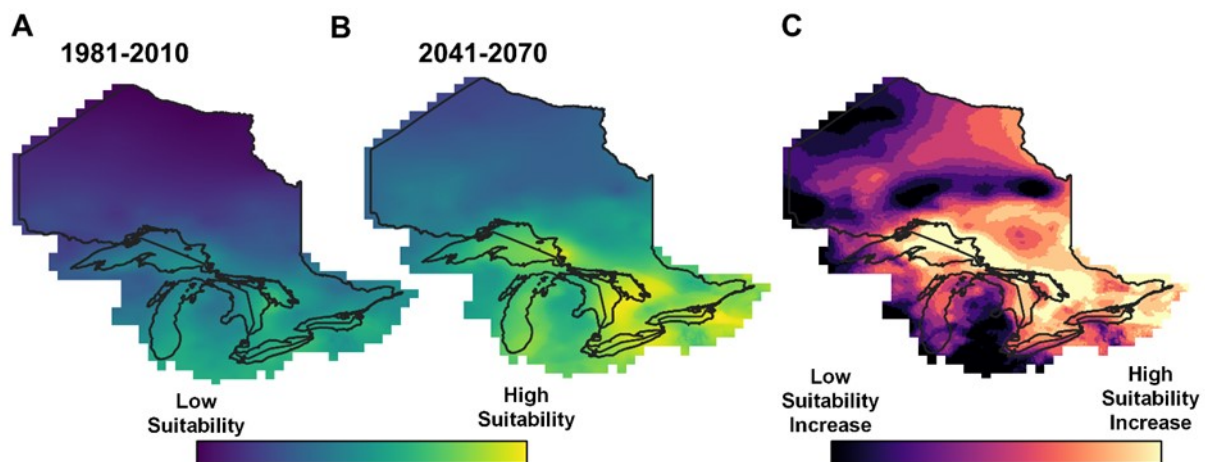 A
1981-2010
B
2041-2070
C
Low
Suitability
High
Suitability
Low
Suitability
Increase
High
Suitability
Increase